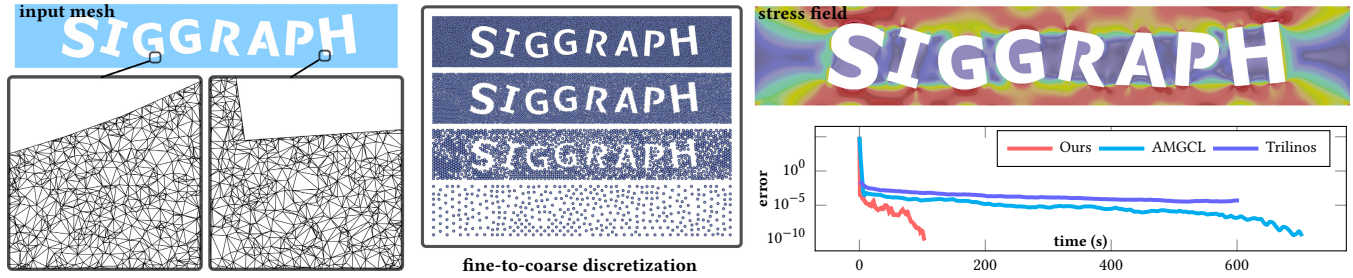 input mesh
SIGGRAPH
SIGGRAPH
SIGGRAPH
SIGGRAPH
fine-to-coarse discretization
stress field
SIGGRAPH
Ours AMGCL Trilinos
error
10^0
10^-5
10^-10
time (s)
0 200 400 600